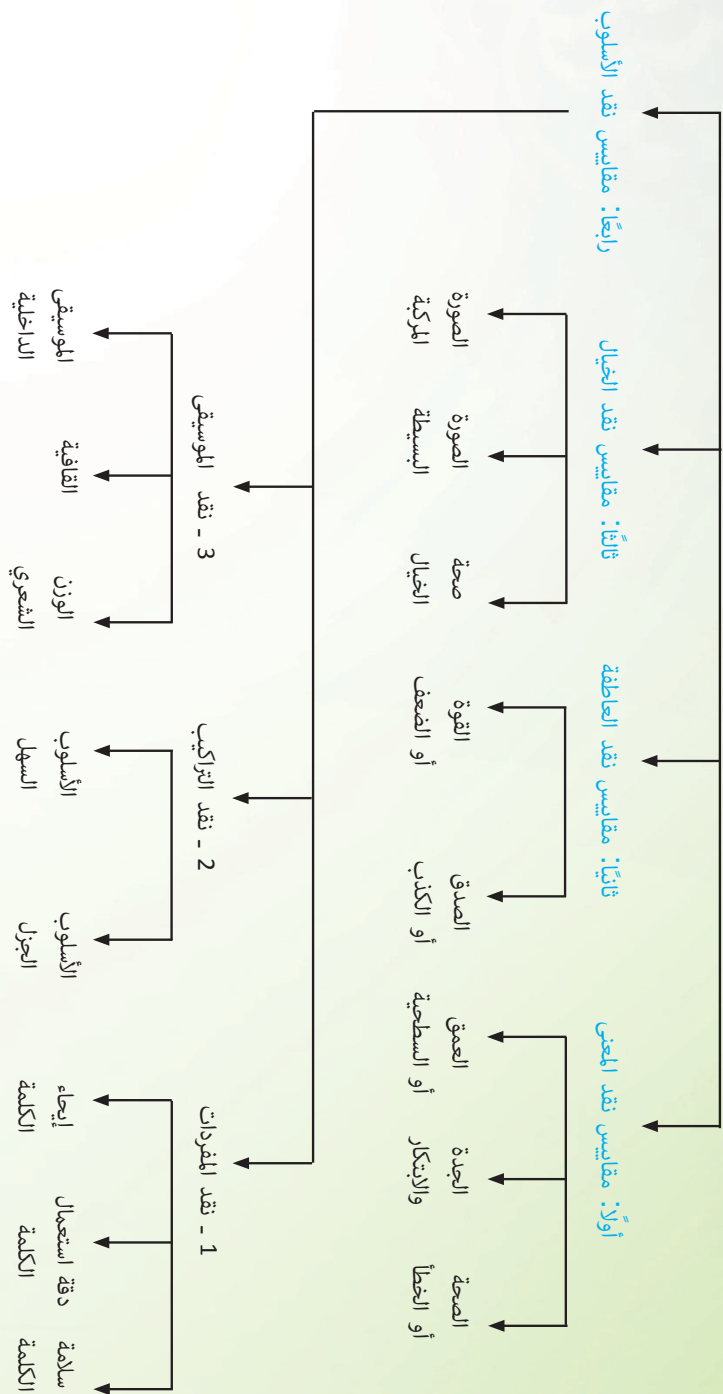 أولًا: مقاييس نقد المعنى
ثانيًا: مقاييس نقد العاطفة
ثالثًا: مقاييس نقد الخيال
رابعًا: مقاييس نقد الأسلوب
الصحة
أو الخطأ
الجدة
والابتكار
العمق
أو السطحية
الصدق
أو الكذب
القوة
أو الضعف
صحة
الخيال
الصورة
البسيطة
الصورة
المركبة
1 - نقد المفردات
2 - نقد التراكيب
3 - نقد الموسيقى
سلامة
الكلمة
دقة استعمال
الكلمة
إيحاء
الكلمة
الأسلوب
الجزل
الأسلوب
السهل
الوزن
الشعري
القافية
الموسيقى
الداخلية